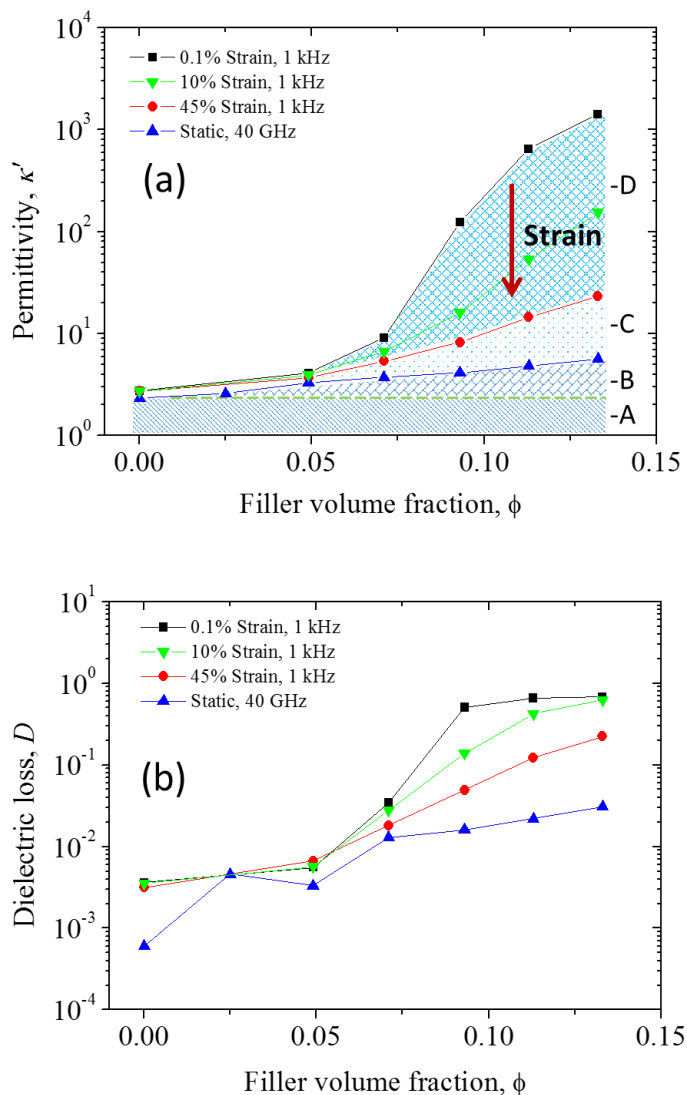 10^4
10^3
10^2
10^1
10^0
Permittivity, κ′
0.1% Strain, 1 kHz
10% Strain, 1 kHz
45% Strain, 1 kHz
Static, 40 GHz
(a)
Strain
-D
-C
-B
-A
0.00 0.05 0.10 0.15
Filler volume fraction, ϕ
10^1
10^0
10^-1
10^-2
10^-3
10^-4
Dielectric loss, D
0.1% Strain, 1 kHz
10% Strain, 1 kHz
45% Strain, 1 kHz
Static, 40 GHz
(b)
0.00 0.05 0.10 0.15
Filler volume fraction, ϕ